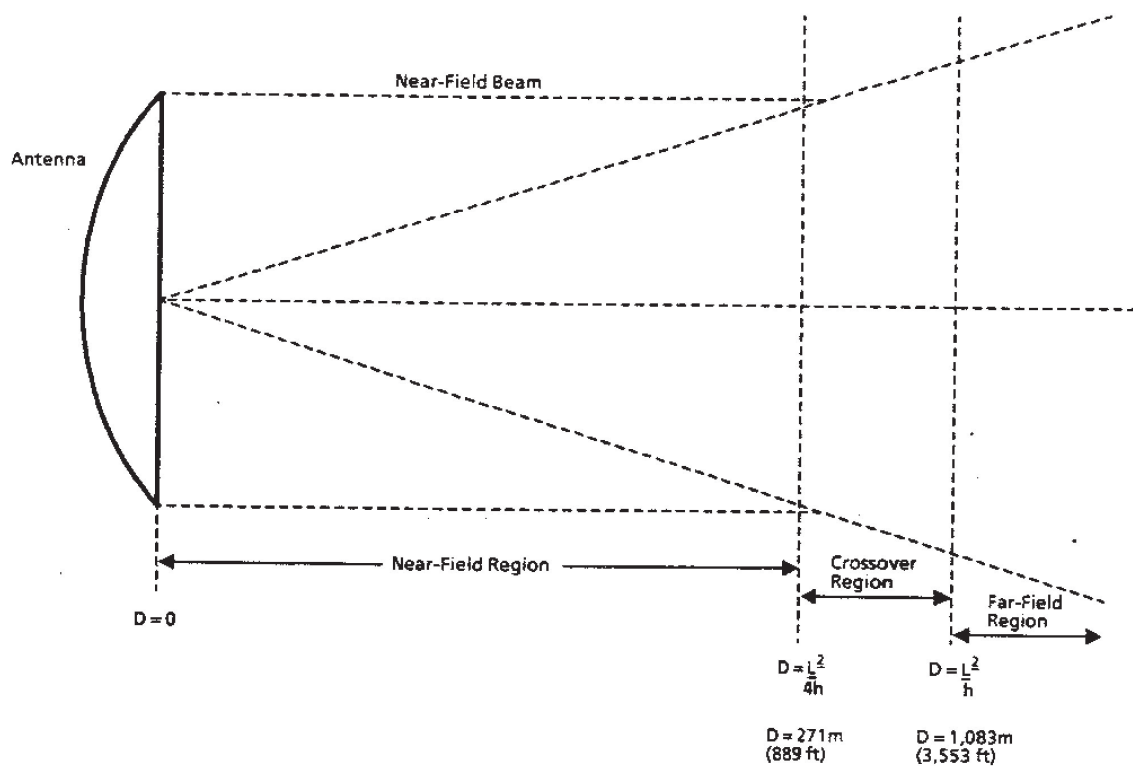 Near-Field Beam
Antenna
Near-Field Region
Crossover
Region
Far-Field
Region
D = 0
D = L²
4h
D = L²
h
D = 271m
(889 ft)
D = 1,083m
(3,553 ft)